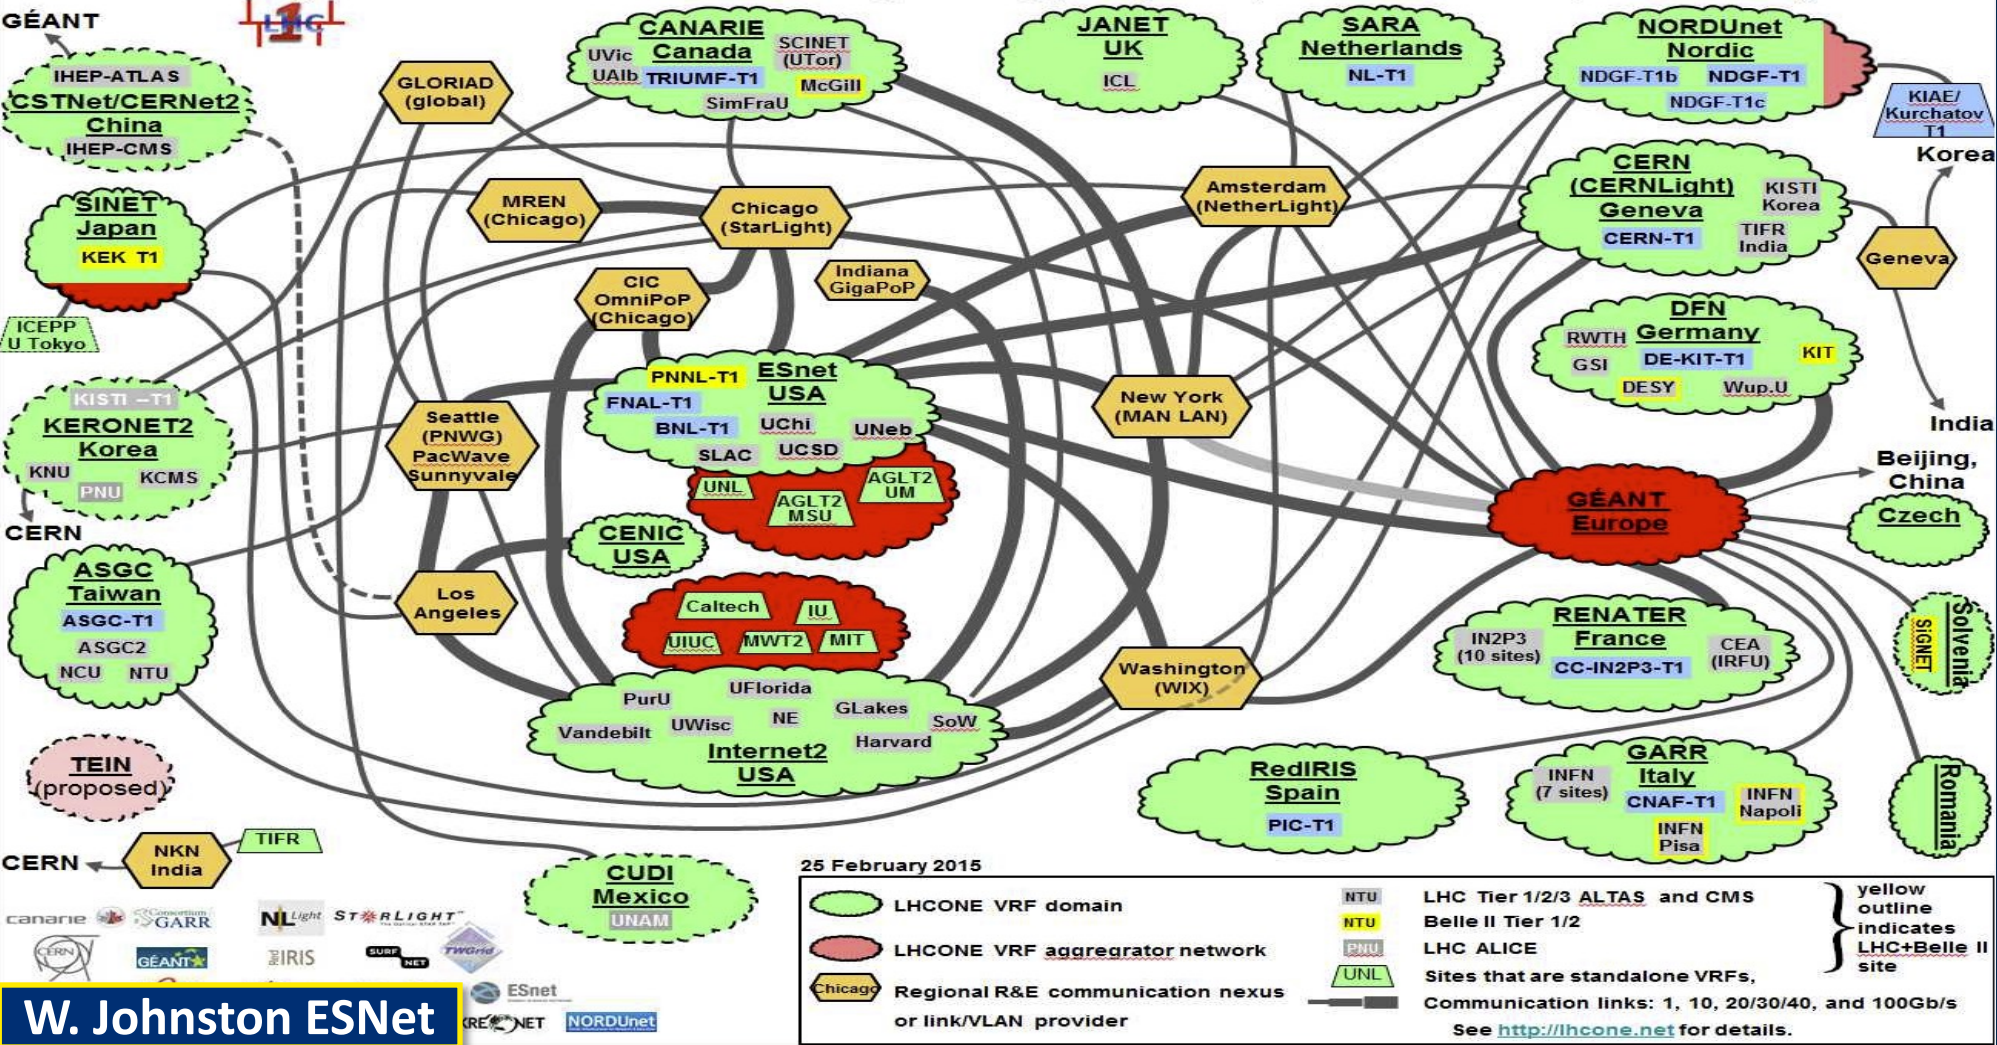 GÉANT
LHC
1
IHEP-ATLAS
CSTNet/CERNet2
China
IHEP-CMS
GLORIAD
(global)
CANARIE
Canada
UVic
SCINET
(UTor)
UAlb
TRIUMF-T1
McGill
SimFraU
JANET
UK
ICL
SARA
Netherlands
NL-T1
NORDUnet
Nordic
NDGF-T1b
NDGF-T1
NDGF-T1c
KIAE/
Kurchatov
T1
Korea
SINET
Japan
KEK T1
ICEPP
U Tokyo
MREN
(Chicago)
Chicago
(StarLight)
Amsterdam
(NetherLight)
CERN
(CERNLight)
Geneva
KISTI
Korea
CERN-T1
TIFR
India
Geneva
India
CIC
OmniPoP
(Chicago)
Indiana
GigaPoP
DFN
Germany
RWTH
DE-KIT-T1
KIT
GSI
DESY
Wup.U
KISTI –T1
KERONET2
Korea
KNU
KCMS
PNU
CERN
Seattle
(PNWG)
PacWave
Sunnyvale
ESnet
USA
PNNL-T1
FNAL-T1
BNL-T1
UChi
UNeb
SLAC
UCSD
UNL
AGLT2
MSU
AGLT2
UM
New York
(MAN LAN)
GÉANT
Europe
Beijing,
China
Czech
CENIC
USA
Los
Angeles
ASGC
Taiwan
ASGC-T1
ASGC2
NCU
NTU
Caltech
IU
UIUC
MWT2
MIT
Washington
(WIX)
RENATER
France
IN2P3
(10 sites)
CEA
(IRFU)
CC-IN2P3-T1
Solvenia
SIGNET
PurU
UFlorida
GLakes
Vandebilt
UWisc
NE
SoW
Harvard
Internet2
USA
TEIN
(proposed)
RedIRIS
Spain
PIC-T1
GARR
Italy
INFN
(7 sites)
CNAF-T1
INFN
Napoli
INFN
Pisa
Romania
CERN
NKN
India
TIFR
CUDI
Mexico
UNAM
25 February 2015
LHCONE VRF domain
LHCONE VRF aggregrator network
Chicago
Regional R&E communication nexus
or link/VLAN provider
NTU
LHC Tier 1/2/3 ALTAS and CMS
NTU
Belle II Tier 1/2
PNU
LHC ALICE
UNL
Sites that are standalone VRFs,
Communication links: 1, 10, 20/30/40, and 100Gb/s
See http://lhcone.net for details.
yellow
outline
indicates
LHC+Belle II
site
canarie
Consortium
GARR
NLLight
STARLIGHT
CERN
GÉANT
RedIRIS
SURF
NET
TWGrid
ESnet
NORDUnet
W. Johnston ESNet